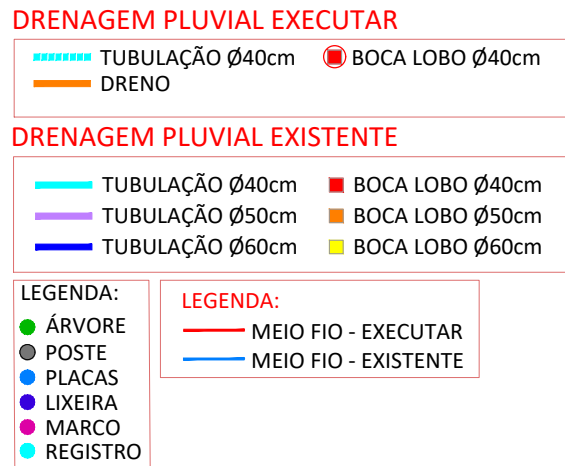 DRENAGEM PLUVIAL EXECUTAR
TUBULAÇÃO Ø40cm BOCA LOBO Ø40cm
DRENO
DRENAGEM PLUVIAL EXISTENTE
TUBULAÇÃO Ø40cm BOCA LOBO Ø40cm
TUBULAÇÃO Ø50cm BOCA LOBO Ø50cm
TUBULAÇÃO Ø60cm BOCA LOBO Ø60cm
LEGENDA:
ÁRVORE
POSTE
PLACAS
LIXEIRA
MARCO
REGISTRO
LEGENDA:
MEIO FIO - EXECUTAR
MEIO FIO - EXISTENTE